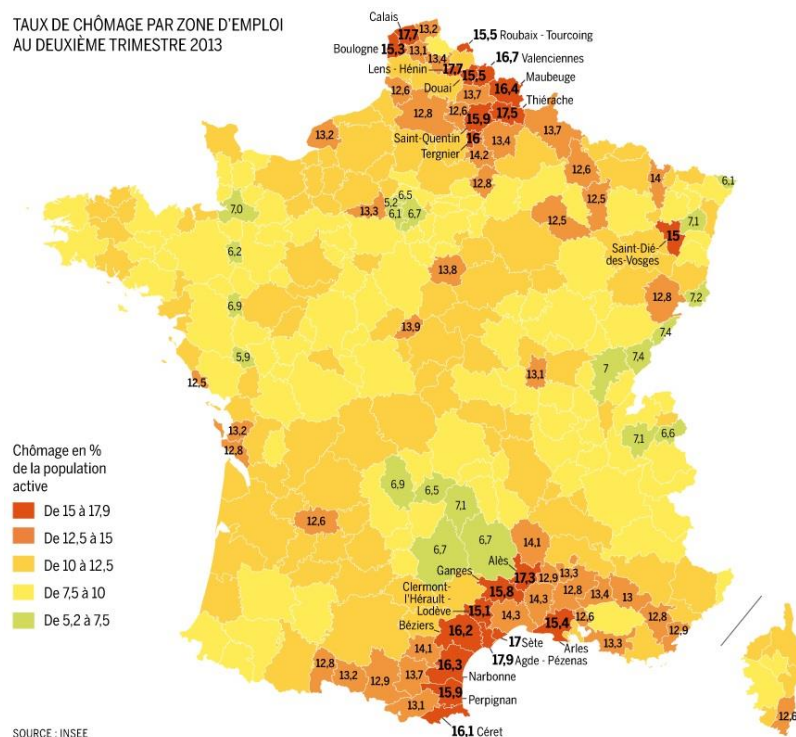 TAUX DE CHÔMAGE PAR ZONE D'EMPLOI
AU DEUXIÈME TRIMESTRE 2013
Calais
17,7
13,2
15,5 Roubaix - Tourcoing
Boulogne 15,3
13,1
13,4
16,7 Valenciennes
Lens - Hénin 17,7
15,5
Maubeuge
Douai
16,4
12,6
13,7
Thiérache
12,8
12,6
15,9
17,5
13,7
13,2
Saint-Quentin
16
13,4
Tergnier
14,2
12,6
14
12,8
6,1
6,5
5,2
7,0
13,3
6,1
6,7
12,5
12,5
7,1
15
Saint-Dié-
des-Vosges
6,2
13,8
12,8
7,2
6,9
13,9
7,4
7,4
5,9
7
12,5
13,1
13,2
7,1
6,6
12,8
Chômage en %
de la population
active
De 15 à 17,9
De 12,5 à 15
De 10 à 12,5
De 7,5 à 10
De 5,2 à 7,5
6,9
6,5
7,1
12,6
6,7
6,7
14,1
Alès
Ganges
17,3
12,9
13,3
Clermont-
l'Hérault -
Lodève
15,8
12,8
13,4
13
14,3
15,1
14,3
15,4
12,6
12,8
Béziers
16,2
17 Sète
12,9
Arles
13,3
14,1
17,9 Agde - Pézenas
12,8
13,2
12,9
13,7
16,3
Narbonne
15,9
Perpignan
13,1
16,1 Céret
12,6
SOURCE : INSEE